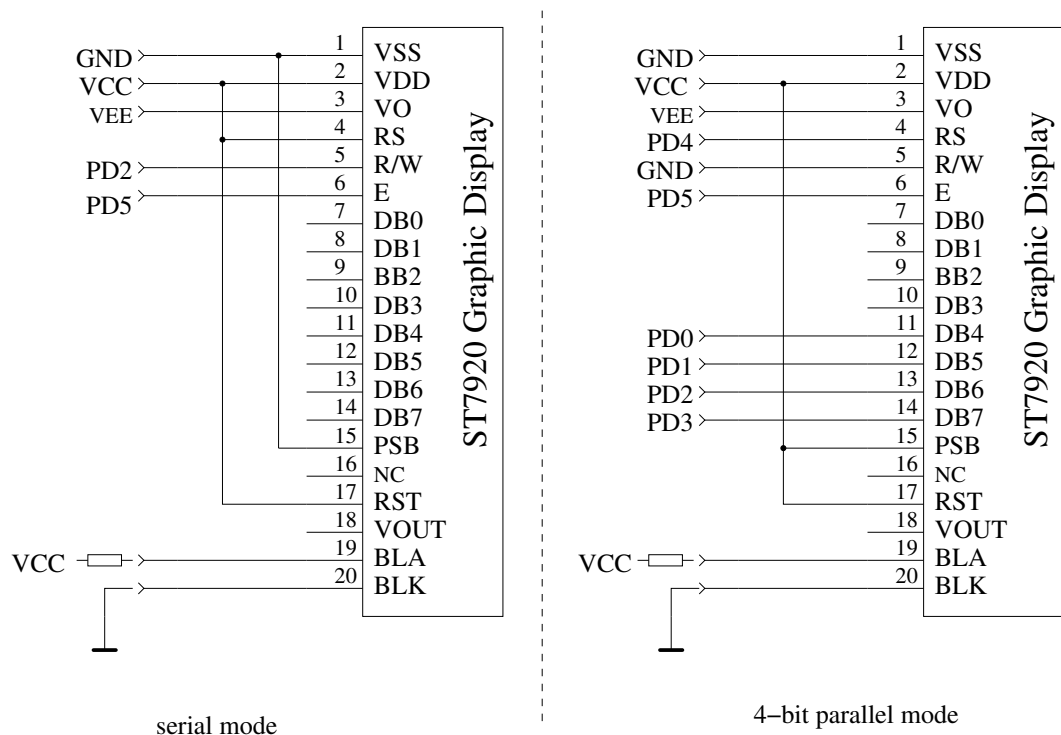 GND 1 VSS
VCC 2 VDD
VEE 3 VO
4 RS
PD2 5 R/W
PD5 6 E
7 DB0
8 DB1
9 BB2
10 DB3
11 DB4
12 DB5
13 DB6
14 DB7
15 PSB
16 NC
17 RST
18 VOUT
VCC 19 BLA
20 BLK
ST7920 Graphic Display
serial mode
GND 1 VSS
VCC 2 VDD
VEE 3 VO
PD4 4 RS
GND 5 R/W
PD5 6 E
7 DB0
8 DB1
9 BB2
10 DB3
PD0 11 DB4
PD1 12 DB5
PD2 13 DB6
PD3 14 DB7
15 PSB
16 NC
17 RST
18 VOUT
VCC 19 BLA
20 BLK
ST7920 Graphic Display
4−bit parallel mode